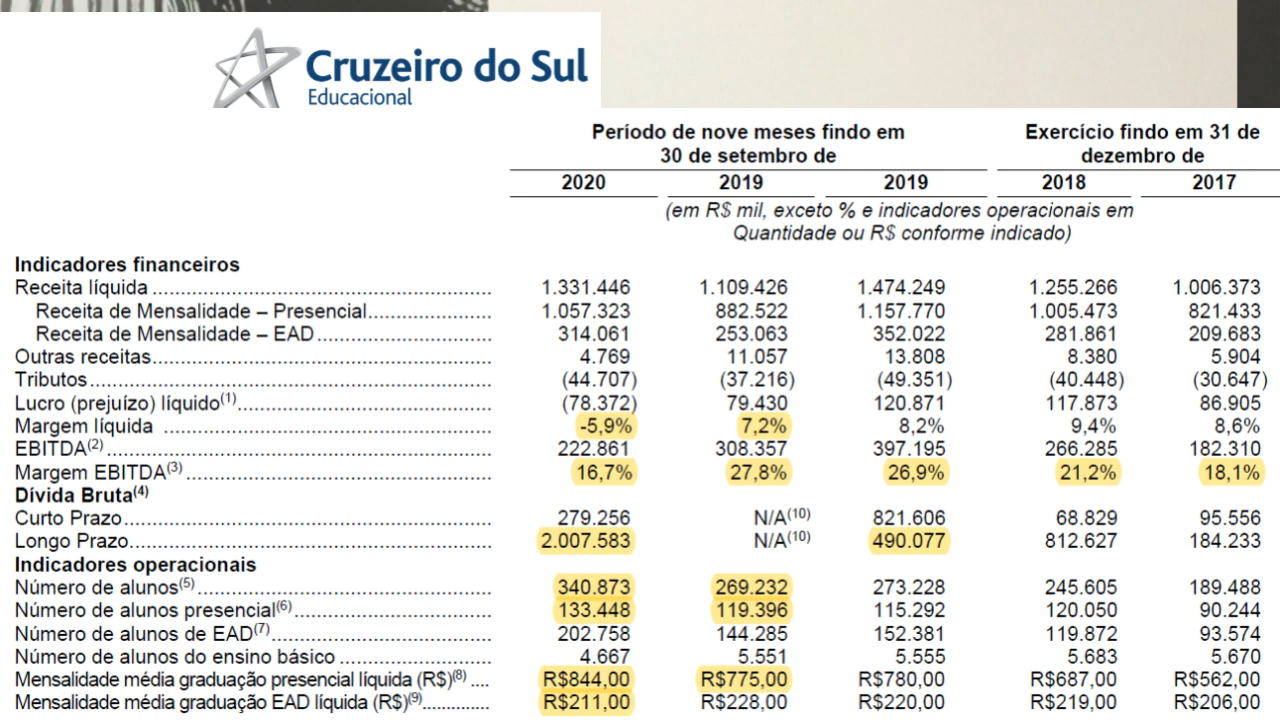 Cruzeiro do Sul
Educacional
Período de nove meses findo em 30 de setembro de
Exercício findo em 31 de dezembro de
2020 2019 2019 2018 2017
(em R$ mil, exceto % e indicadores operacionais em
Quantidade ou R$ conforme indicado)
Indicadores financeiros
Receita líquida 1.331.446 1.109.426 1.474.249 1.255.266 1.006.373
Receita de Mensalidade – Presencial 1.057.323 882.522 1.157.770 1.005.473 821.433
Receita de Mensalidade – EAD 314.061 253.063 352.022 281.861 209.683
Outras receitas 4.769 11.057 13.808 8.380 5.904
Tributos (44.707) (37.216) (49.351) (40.448) (30.647)
Lucro (prejuízo) líquido(1) (78.372) 79.430 120.871 117.873 86.905
Margem líquida -5,9% 7,2% 8,2% 9,4% 8,6%
EBITDA(2) 222.861 308.357 397.195 266.285 182.310
Margem EBITDA(3) 16,7% 27,8% 26,9% 21,2% 18,1%
Dívida Bruta(4)
Curto Prazo 279.256 N/A(10) 821.606 68.829 95.556
Longo Prazo 2.007.583 N/A(10) 490.077 812.627 184.233
Indicadores operacionais
Número de alunos(5) 340.873 269.232 273.228 245.605 189.488
Número de alunos presencial(6) 133.448 119.396 115.292 120.050 90.244
Número de alunos de EAD(7) 202.758 144.285 152.381 119.872 93.574
Número de alunos do ensino básico 4.667 5.551 5.555 5.683 5.670
Mensalidade média graduação presencial líquida (R$)(8) R$844,00 R$775,00 R$780,00 R$687,00 R$562,00
Mensalidade média graduação EAD líquida (R$)(9) R$211,00 R$228,00 R$220,00 R$219,00 R$206,00